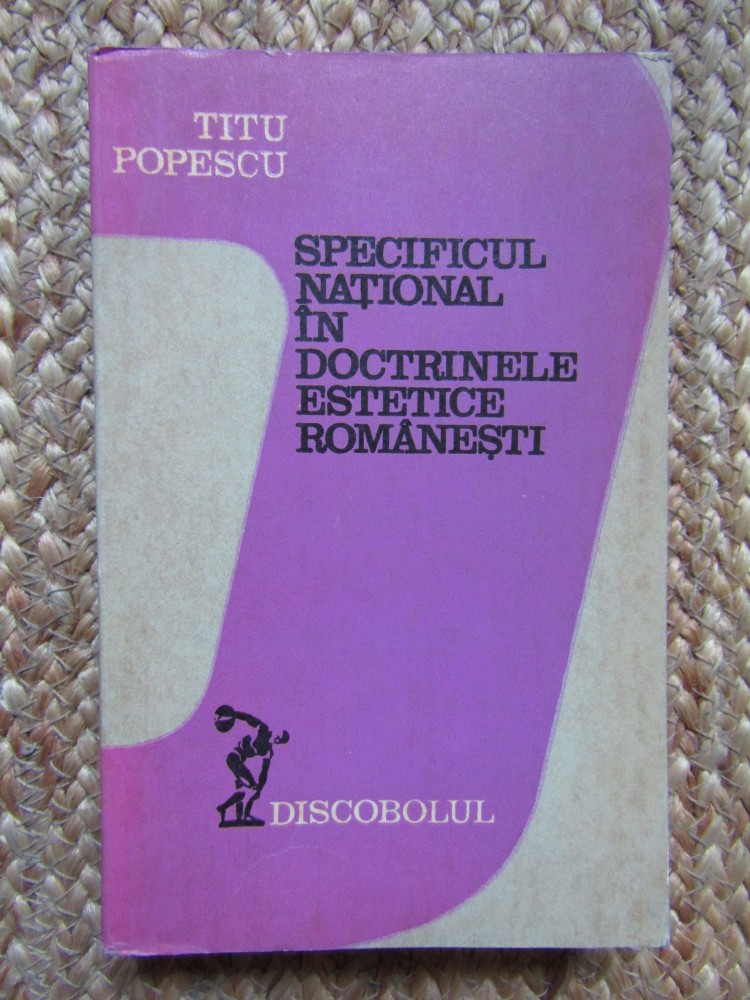 TITU
POPESCU
SPECIFICUL
NAȚIONAL
ÎN
DOCTRINELE
ESTETICE
ROMÂNEȘTI
DISCOBOLUL